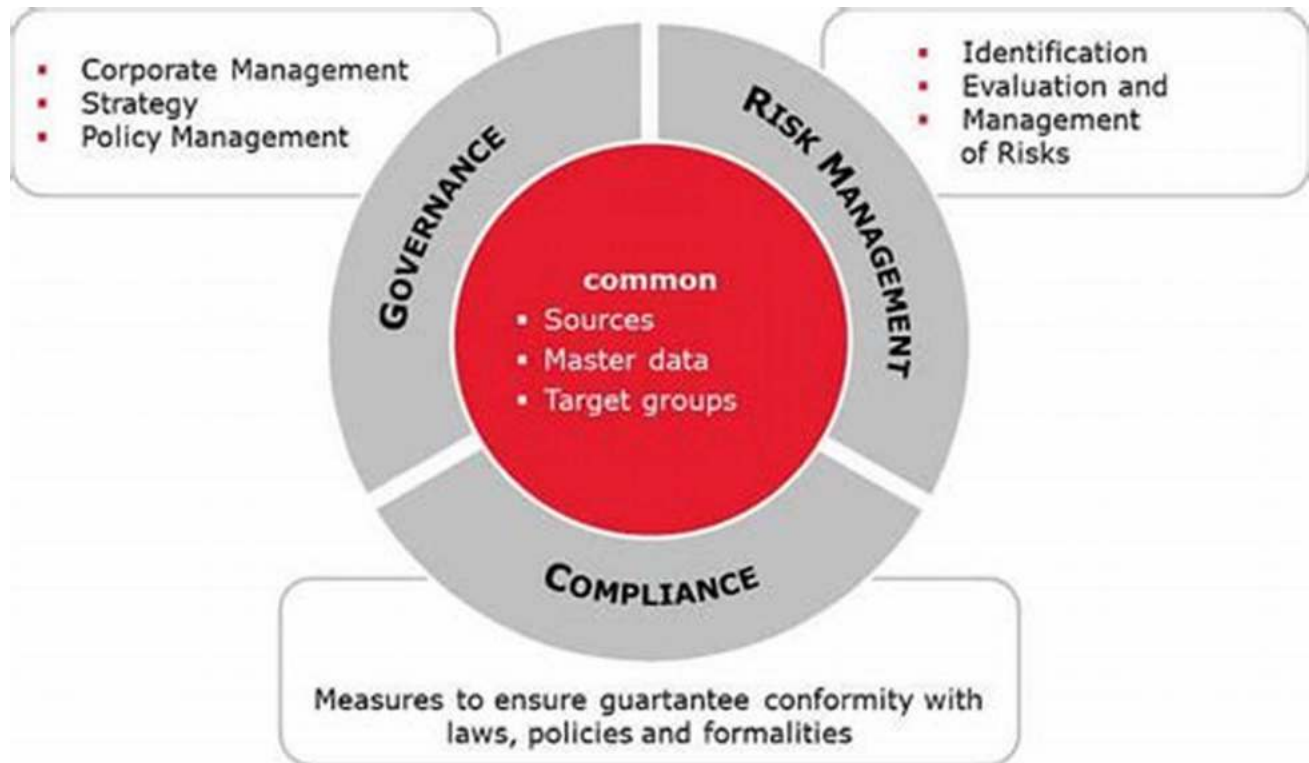 ▪ Corporate Management
▪ Strategy
▪ Policy Management
GOVERNANCE
▪ Identification
▪ Evaluation and
▪ Management
of Risks
RISK MANAGEMENT
common
▪ Sources
▪ Master data
▪ Target groups
COMPLIANCE
Measures to ensure guartantee conformity with
laws, policies and formalities